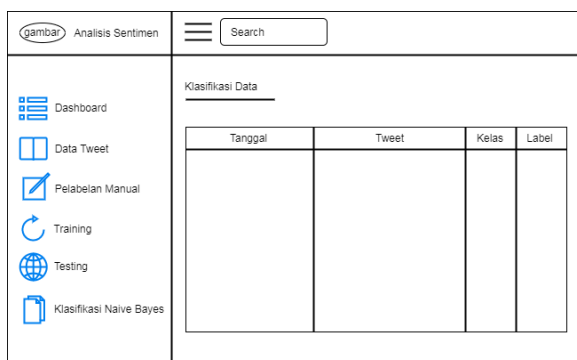 gambar Analisis Sentimen
Search
Dashboard
Data Tweet
Pelabelan Manual
Training
Testing
Klasifikasi Naive Bayes
Klasifikasi Data
Tanggal Tweet Kelas Label